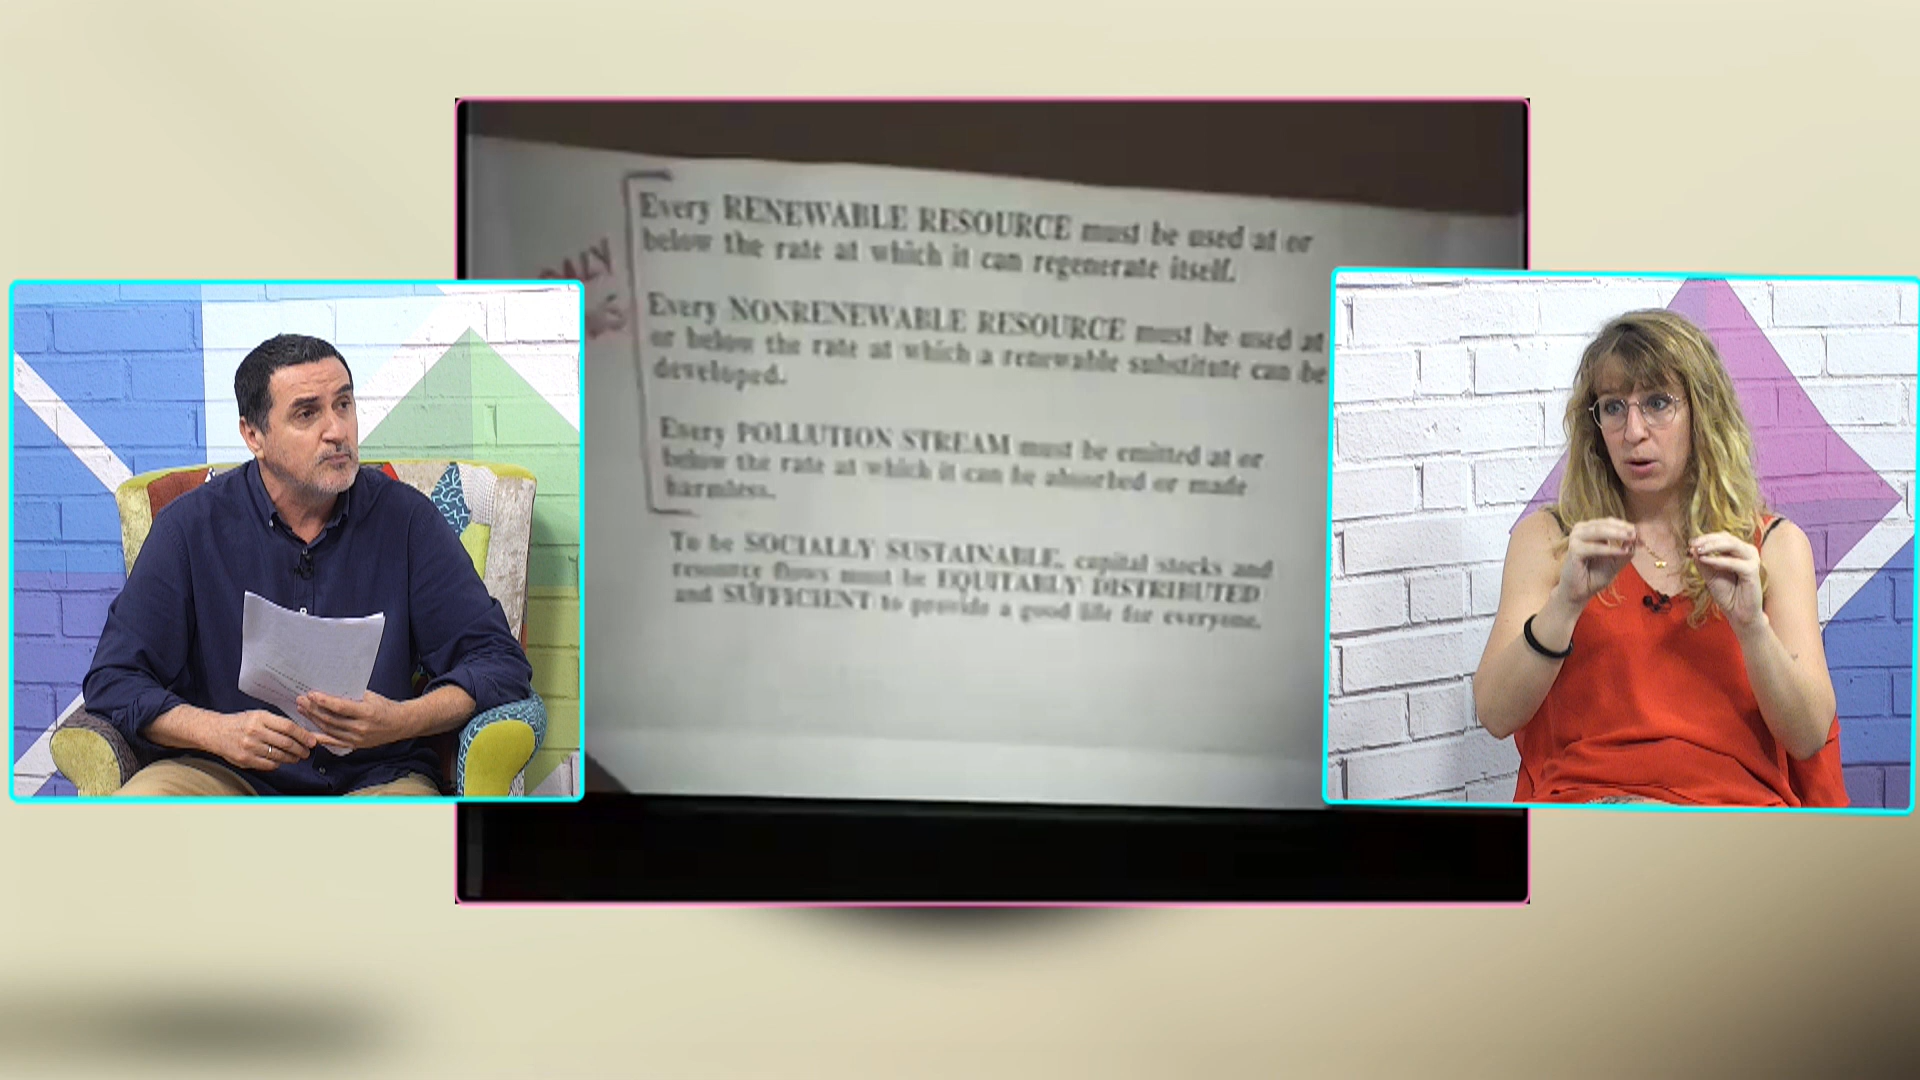 Every RENEWABLE RESOURCE must be used at or
below the rate at which it can regenerate itself.
Every NONRENEWABLE RESOURCE must be used at
or below the rate at which a renewable substitute can be
developed.
Every POLLUTION STREAM must be emitted at or
below the rate at which it can be absorbed or made
harmless.
To be SOCIALLY SUSTAINABLE, capital stocks and
resource flows must be EQUITABLY DISTRIBUTED
and SUFFICIENT to provide a good life for everyone.